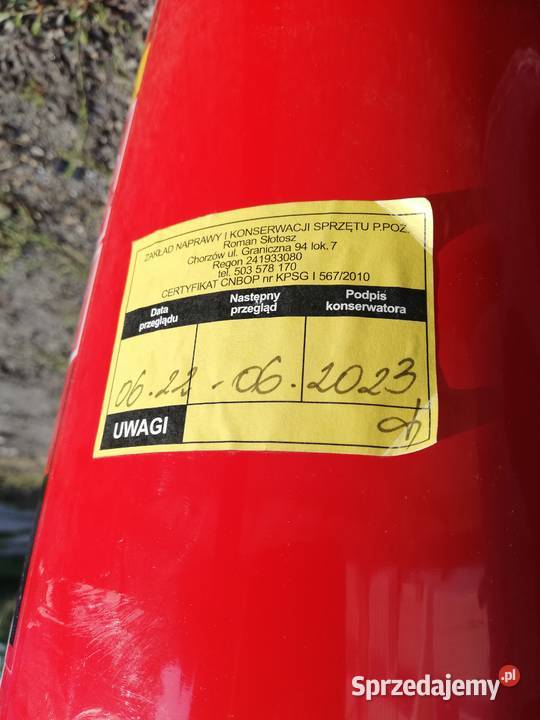 ZAKŁAD NAPRAWY I KONSERWACJI SPRZĘTU P.POŻ.
Roman Słotosz
Chorzów ul. Graniczna 94 lok. 7
Regon 241933080
tel. 503 578 170
CERTYFIKAT CNBOP nr KPSG I 567/2010
Data przeglądu
Następny przegląd
Podpis konserwatora
06.22 - 06.2023
UWAGI
Sprzedajemy.pl